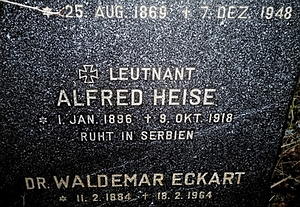 * 25. AUG. 1869 + 7. DEZ. 1948
LEUTNANT
ALFRED HEISE
* 1. JAN. 1896 + 9. OKT. 1918
RUHT IN SERBIEN
DR. WALDEMAR ECKART
* 11. 2. 1884 + 18. 2. 1964